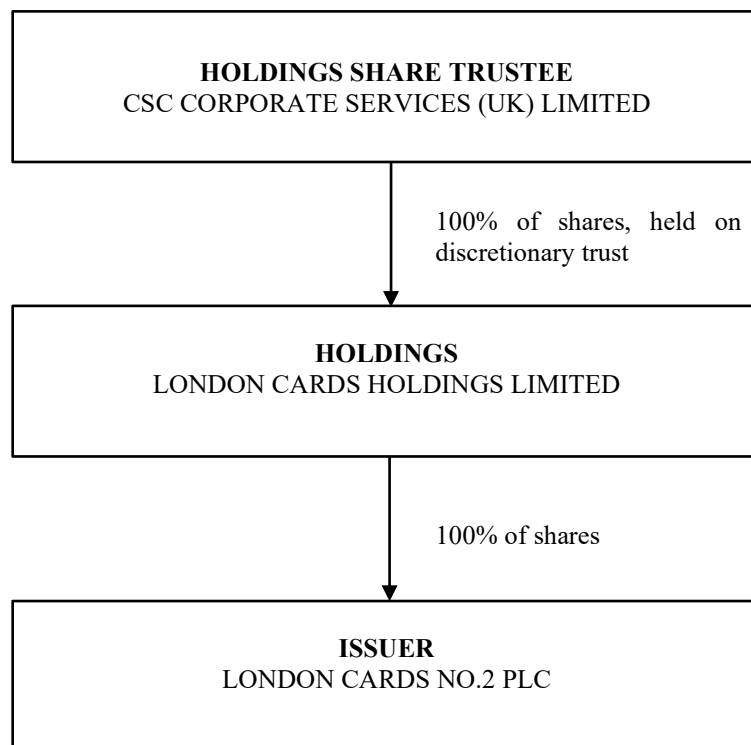 HOLDINGS SHARE TRUSTEE
CSC CORPORATE SERVICES (UK) LIMITED
100% of shares, held on
discretionary trust
HOLDINGS
LONDON CARDS HOLDINGS LIMITED
100% of shares
ISSUER
LONDON CARDS NO.2 PLC